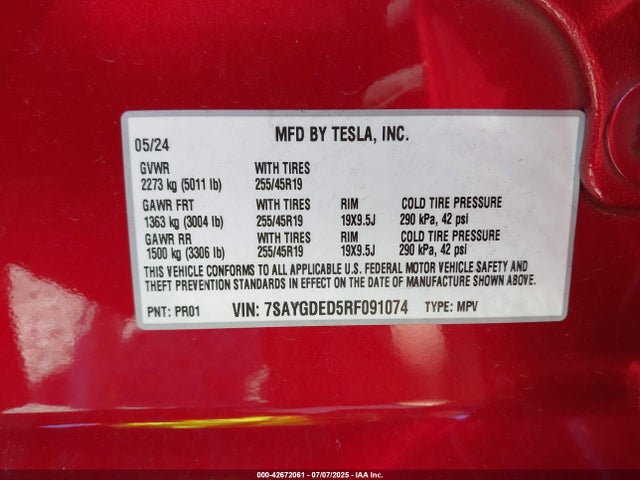 MFD BY TESLA, INC.
05/24
GVWR WITH TIRES
2273 kg (5011 lb) 255/45R19
GAWR FRT WITH TIRES RIM COLD TIRE PRESSURE
1363 kg (3004 lb) 255/45R19 19X9.5J 290 kPa, 42 psi
GAWR RR WITH TIRES RIM COLD TIRE PRESSURE
1500 kg (3306 lb) 255/45R19 19X9.5J 290 kPa, 42 psi
THIS VEHICLE CONFORMS TO ALL APPLICABLE U.S. FEDERAL MOTOR VEHICLE SAFETY AND
THEFT PREVENTION STANDARDS IN EFFECT ON THE DATE OF MANUFACTURE SHOWN ABOVE.
PNT: PR01 VIN: 7SAYGDED5RF091074 TYPE: MPV
000-42672061 - 07/07/2025 - IAA Inc.